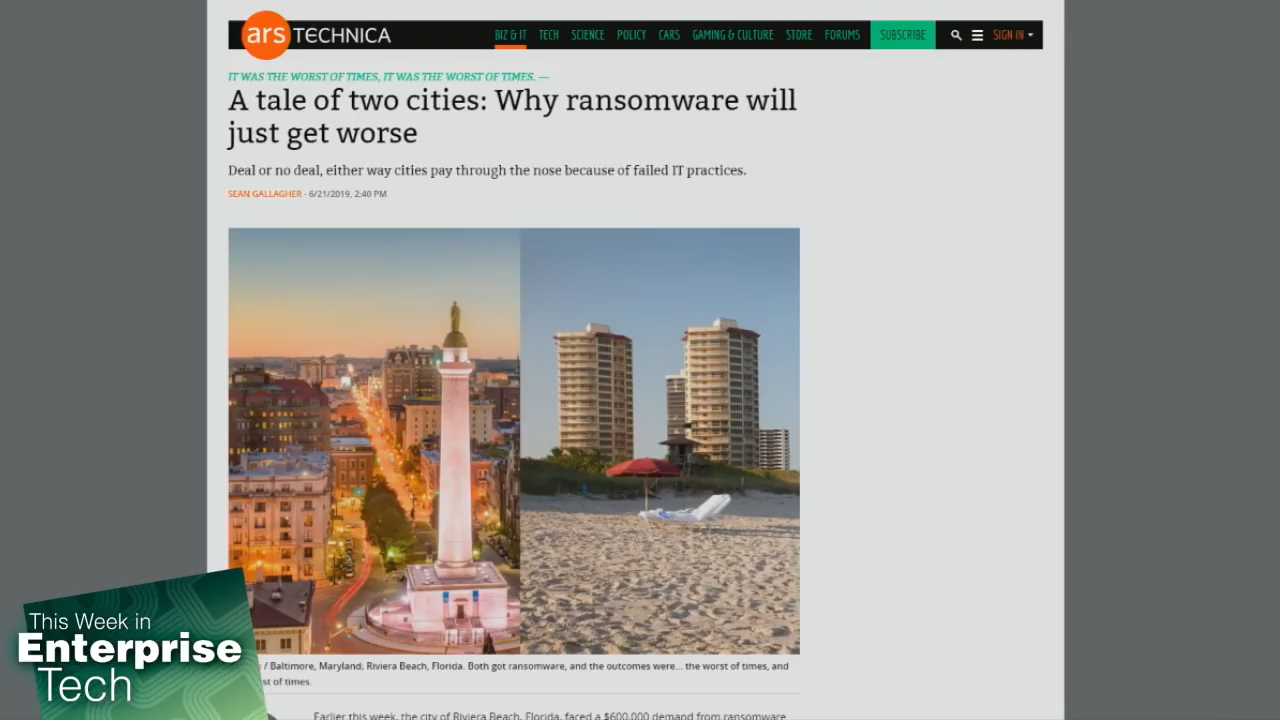 ars TECHNICA
BIZ & IT TECH SCIENCE POLICY CARS GAMING & CULTURE STORE FORUMS SUBSCRIBE SIGN IN
IT WAS THE WORST OF TIMES, IT WAS THE WORST OF TIMES. —
A tale of two cities: Why ransomware will
just get worse
Deal or no deal, either way cities pay through the nose because of failed IT practices.
SEAN GALLAGHER - 6/21/2019, 2:40 PM
/ Baltimore, Maryland, Riviera Beach, Florida. Both got ransomware, and the outcomes were... the worst of times, and
of times.
Earlier this week, the city of Riviera Beach, Florida, faced a $600,000 demand from ransomware
This Week in
Enterprise
Tech